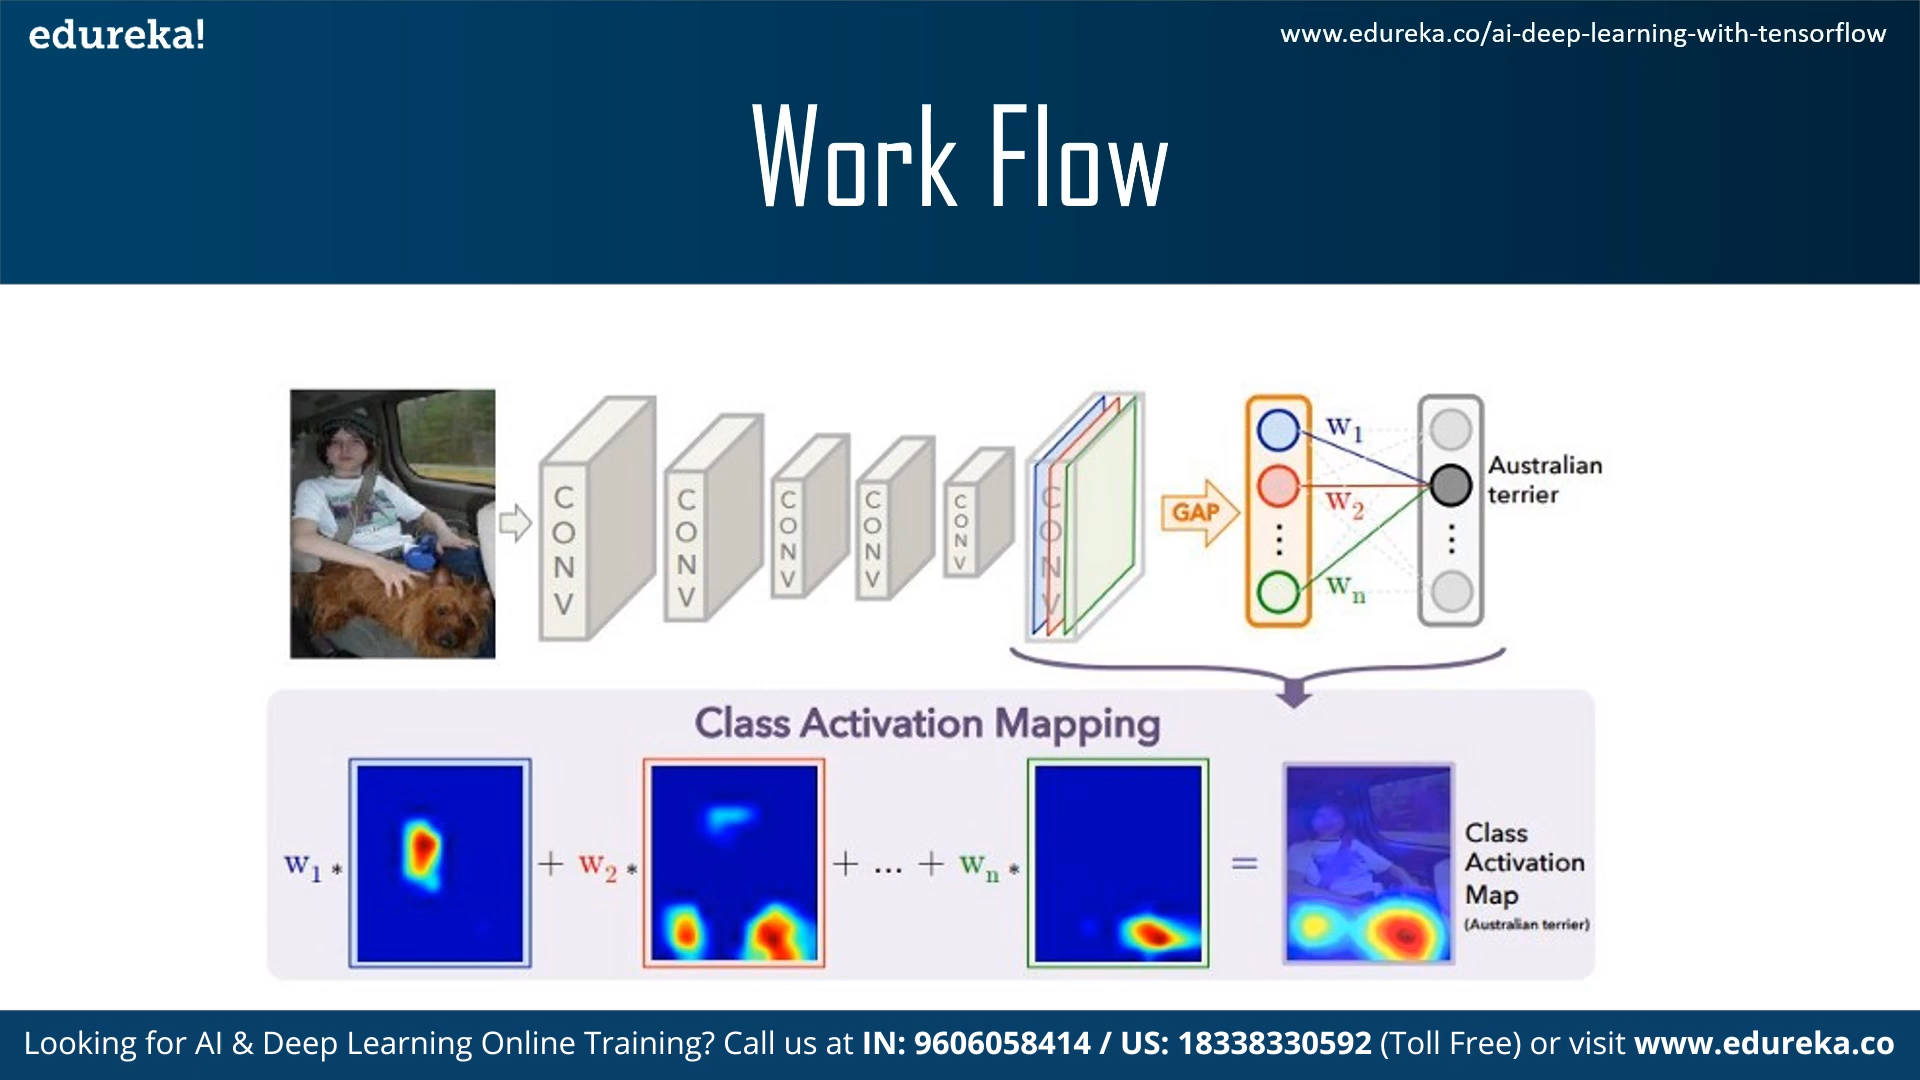 edureka!
www.edureka.co/ai-deep-learning-with-tensorflow
Work Flow
CONV
CONV
CONV
CONV
CONV
CONV
GAP
w1
w2
wn
Australian
terrier
Class Activation Mapping
w1 * + w2 * + ... + wn * =
Class
Activation
Map
(Australian terrier)
Looking for AI & Deep Learning Online Training? Call us at IN: 9606058414 / US: 18338330592 (Toll Free) or visit www.edureka.co